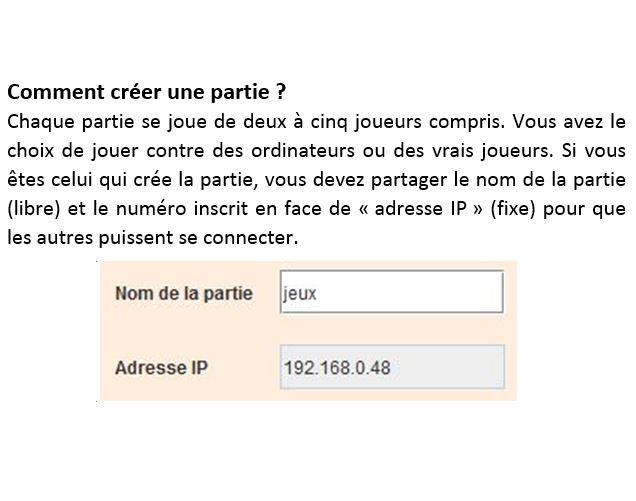 Comment créer une partie ?
Chaque partie se joue de deux à cinq joueurs compris. Vous avez le
choix de jouer contre des ordinateurs ou des vrais joueurs. Si vous
êtes celui qui crée la partie, vous devez partager le nom de la partie
(libre) et le numéro inscrit en face de « adresse IP » (fixe) pour que
les autres puissent se connecter.
Nom de la partie jeux
Adresse IP 192.168.0.48